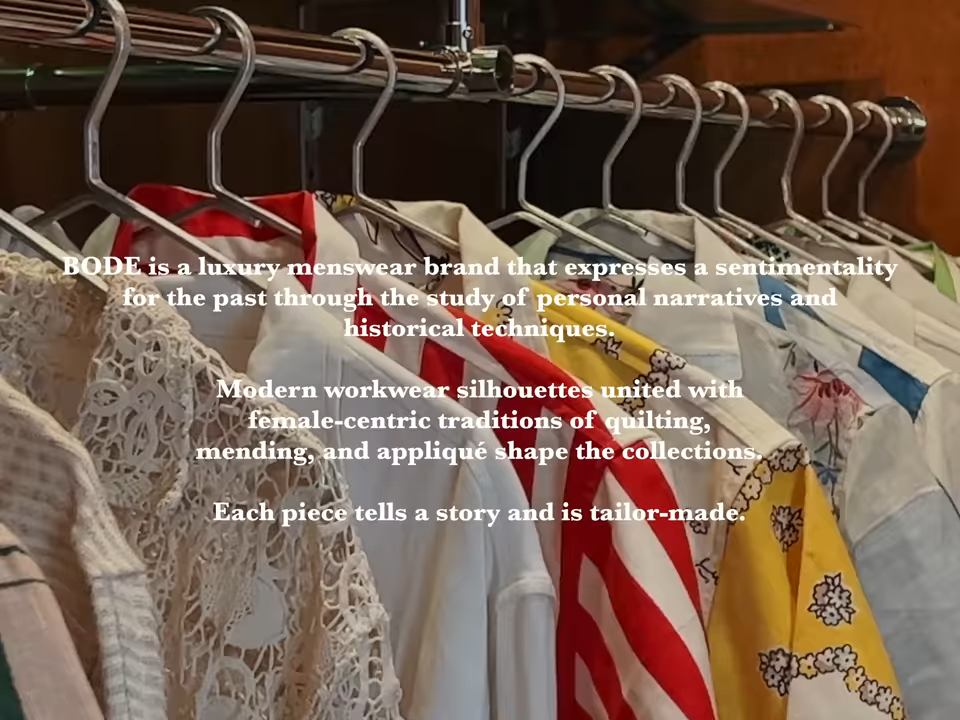 BODE is a luxury menswear brand that expresses a sentimentality
for the past through the study of personal narratives and
historical techniques.
Modern workwear silhouettes united with
female-centric traditions of quilting,
mending, and appliqué shape the collections.
Each piece tells a story and is tailor-made.